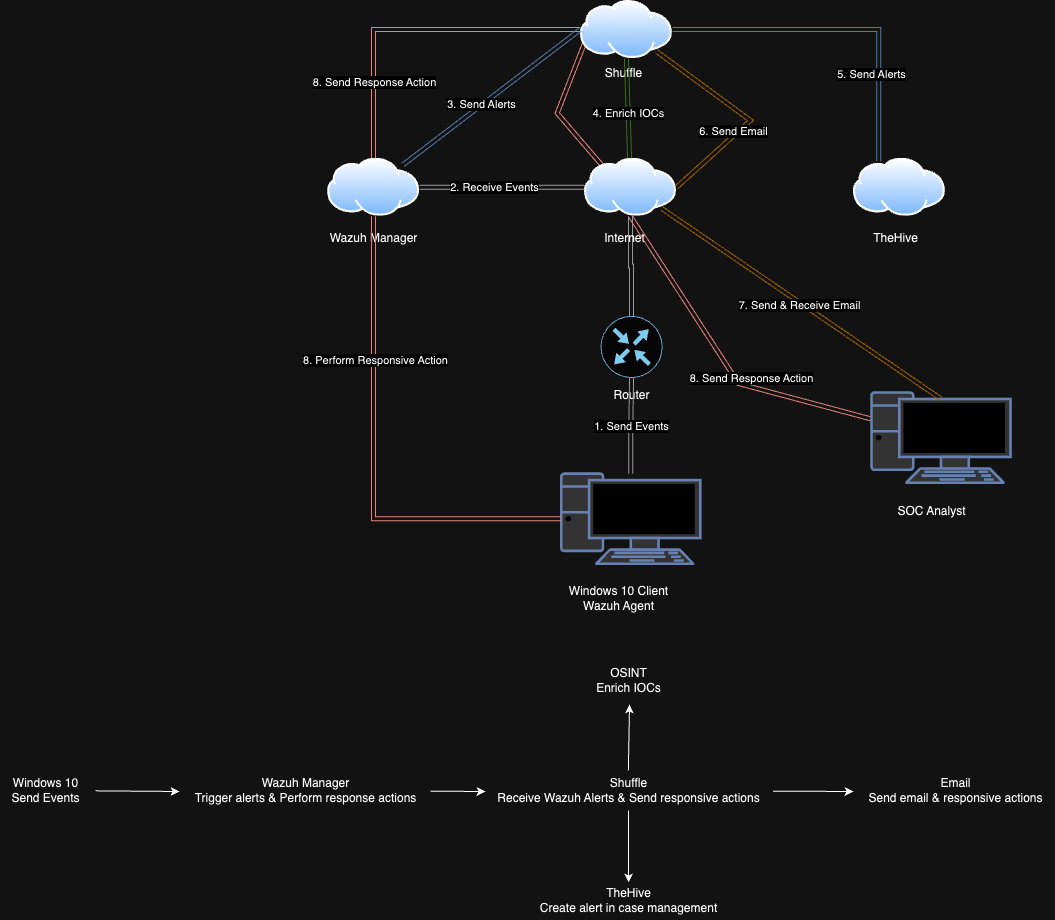 Shuffle
8. Send Response Action
5. Send Alerts
3. Send Alerts
4. Enrich IOCs
6. Send Email
2. Receive Events
Wazuh Manager
Internet
TheHive
7. Send & Receive Email
8. Perform Responsive Action
8. Send Response Action
Router
1. Send Events
SOC Analyst
Windows 10 Client
Wazuh Agent
OSINT
Enrich IOCs
Windows 10
Send Events
Wazuh Manager
Trigger alerts & Perform response actions
Shuffle
Receive Wazuh Alerts & Send responsive actions
Email
Send email & responsive actions
TheHive
Create alert in case management